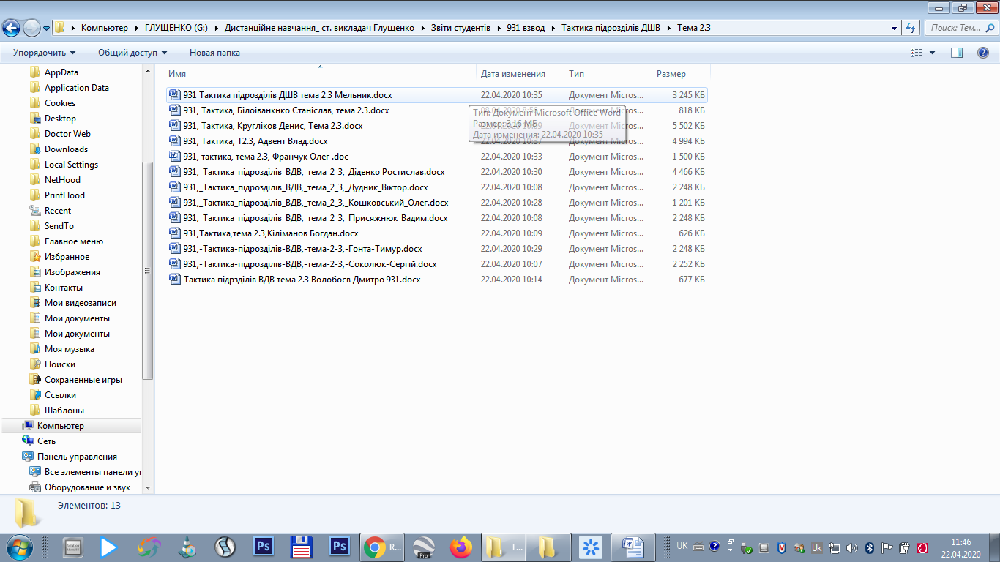 Компьютер ГЛУЩЕНКО (G:) Дистанційне навчання_ ст. викладач Глущенко Звіти студентів 931 взвод Тактика підрозділів ДШВ Тема 2.3 Поиск: Тем...
Упорядочить Общий доступ Новая папка
Имя Дата изменения Тип Размер
AppData
Application Data
Cookies
Desktop
Doctor Web
Downloads
Local Settings
NetHood
PrintHood
Recent
SendTo
Главное меню
Избранное
Изображения
Контакты
Мои видеозаписи
Мои документы
Мои документы
Моя музыка
Поиски
Сохраненные игры
Ссылки
Шаблоны
Компьютер
Сеть
Панель управления
Все элементы панели уп
Оборудование и звук
931 Тактика підрозділів ДШВ тема 2.3 Мельник.docx 22.04.2020 10:35 Документ Micros... 3 245 КБ
931, Тактика, Білоіванкнко Станіслав, тема 2.3.docx 08.04.2020 8:56 818 КБ
931, Тактика, Кругліков Денис, Тема 2.3.docx Документ Micros... 5 502 КБ
931, Тактика, Т2.3, Адвент Влад.docx 22.04.2020 10:37 Документ Micros... 4 994 КБ
931, тактика, тема 2.3, Франчук Олег .doc 22.04.2020 10:33 Документ Micros... 1 500 КБ
931,_Тактика_підрозділів_ВДВ,_тема_2_3,_Діденко Ростислав.docx 22.04.2020 10:30 Документ Micros... 4 466 КБ
931,_Тактика_підрозділів_ВДВ,_тема_2_3,_Дудник_Віктор.docx 22.04.2020 10:08 Документ Micros... 2 248 КБ
931,_Тактика_підрозділів_ВДВ,_тема_2_3,_Кошковський_Олег.docx 22.04.2020 10:28 Документ Micros... 1 201 КБ
931,_Тактика_підрозділів_ВДВ,_тема_2_3,_Присяжнюк_Вадим.docx 22.04.2020 10:08 Документ Micros... 2 248 КБ
931,Тактика,тема 2.3,Кіліманов Богдан.docx 22.04.2020 10:09 Документ Micros... 626 КБ
931,-Тактика-підрозділів-ВДВ,-тема-2-3,-Гонта-Тимур.docx 22.04.2020 10:29 Документ Micros... 2 248 КБ
931,-Тактика-підрозділів-ВДВ,-тема-2-3,-Соколюк-Сергій.docx 22.04.2020 10:07 Документ Micros... 2 252 КБ
Тактика підрзділів ВДВ тема 2.3 Волобоєв Дмитро 931.docx 22.04.2020 10:14 Документ Micros... 677 КБ
Тип: Документ Microsoft Office Word
Размер: 3,16 МБ
Дата изменения: 22.04.2020 10:35
Элементов: 13
Ps Ps R... Pro Т... UK Uk
11:46
22.04.2020